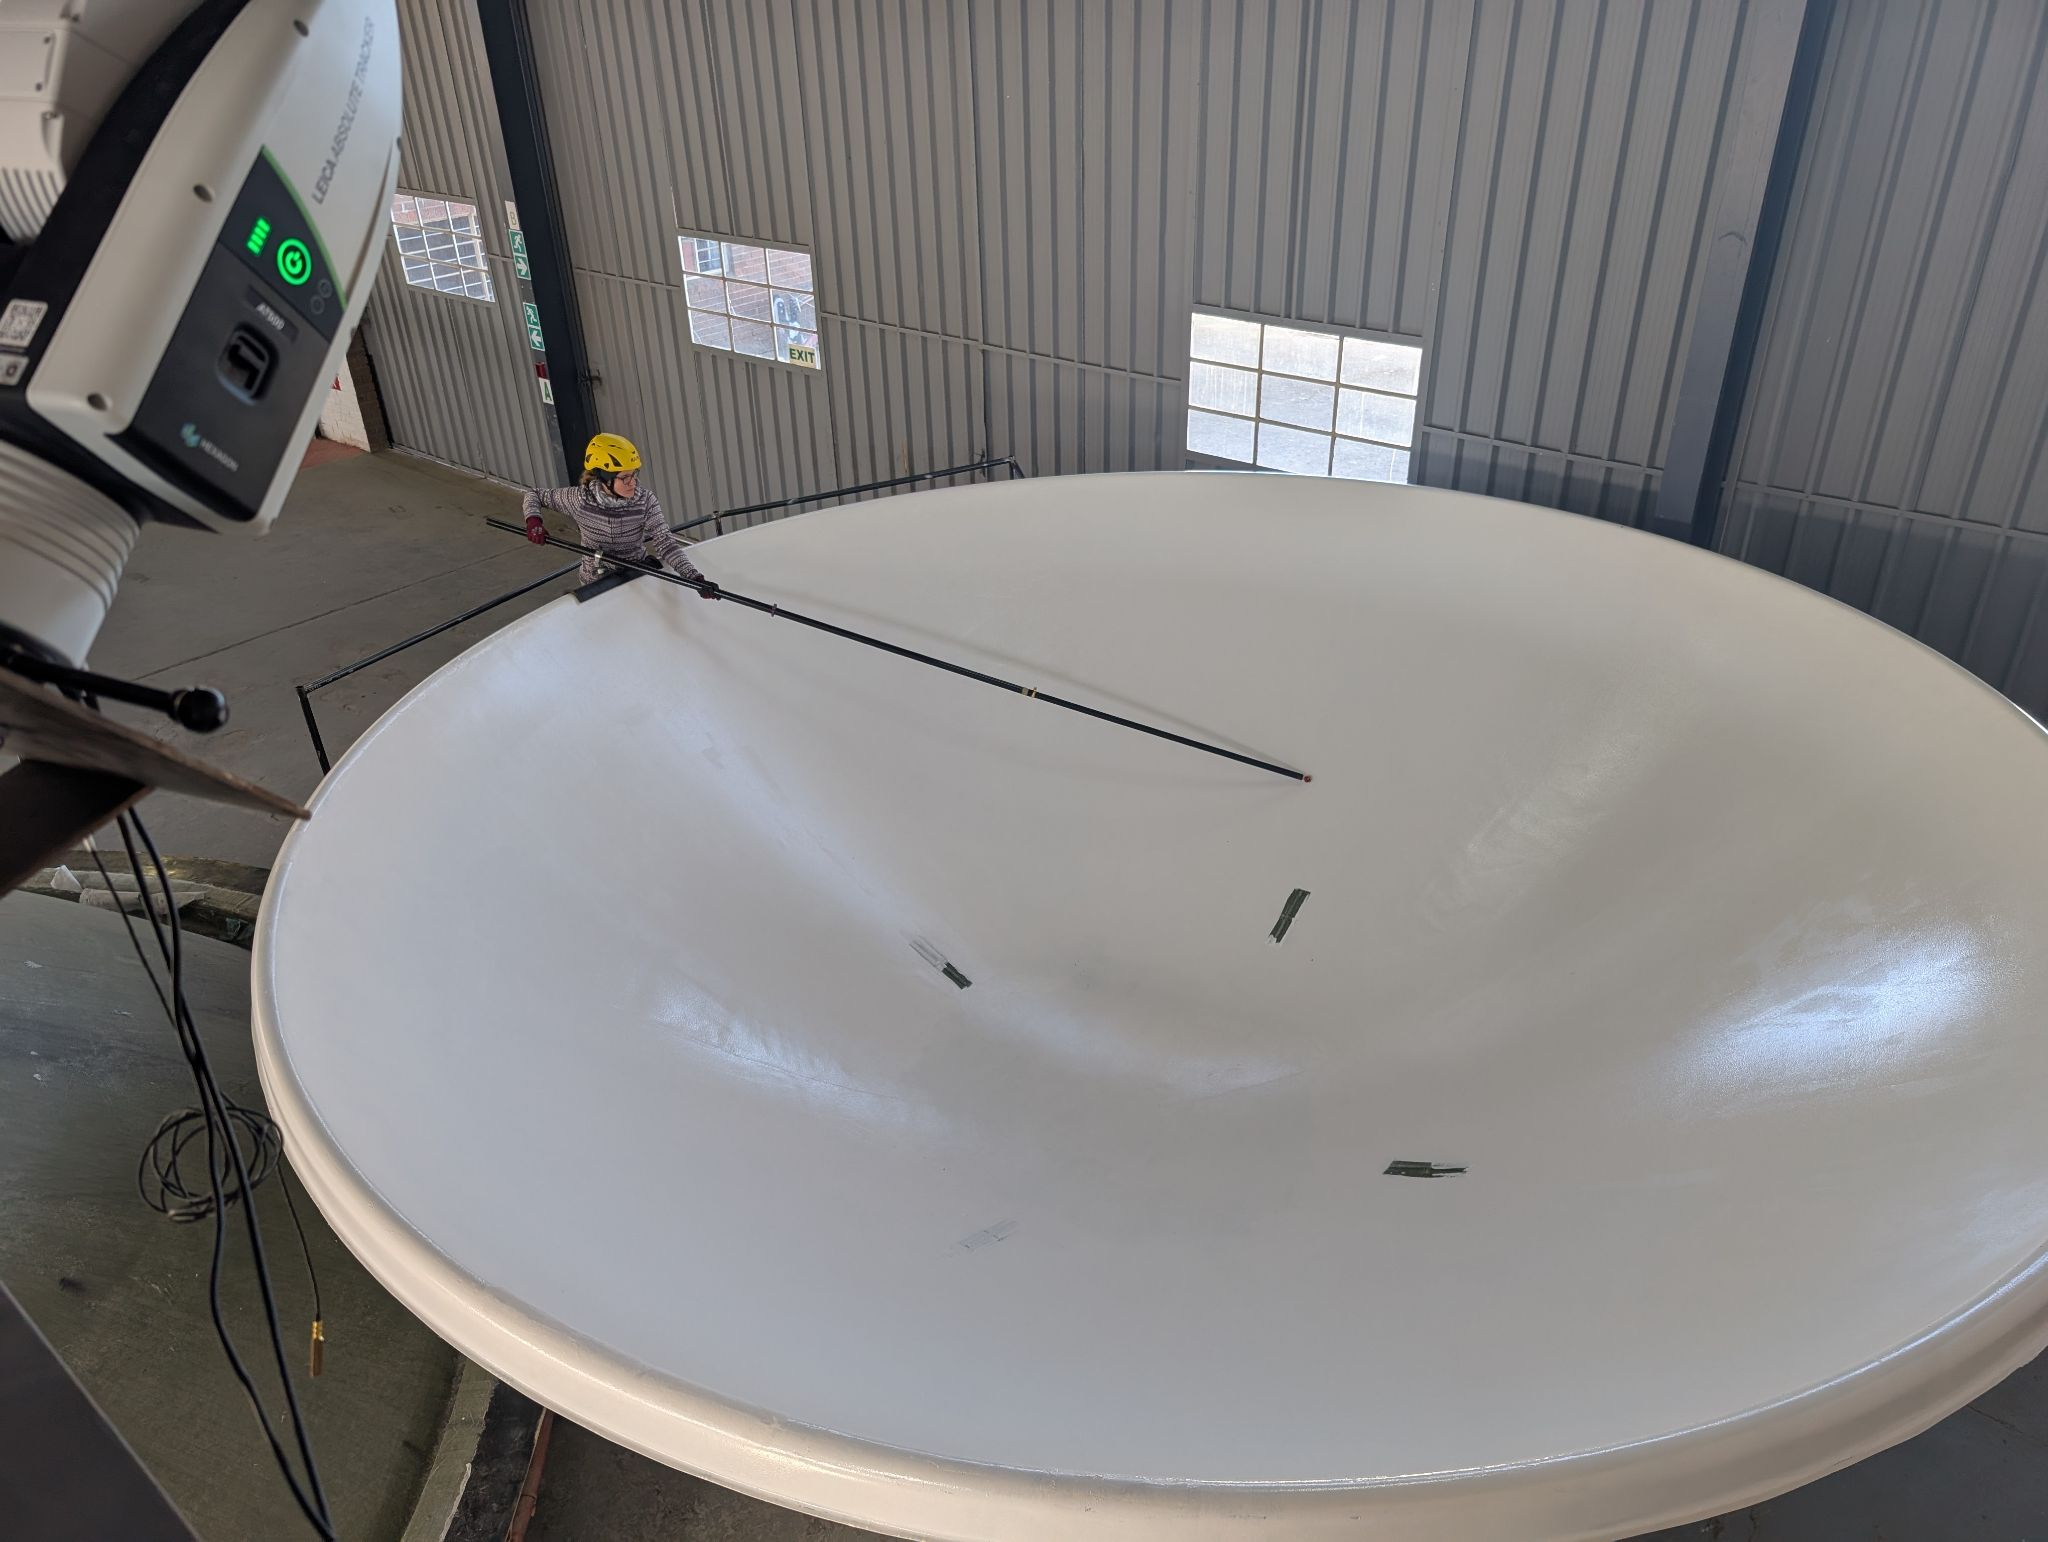 LEICA ABSOLUTE TRACKER
AT500
HEXAGON
B
EXIT
A